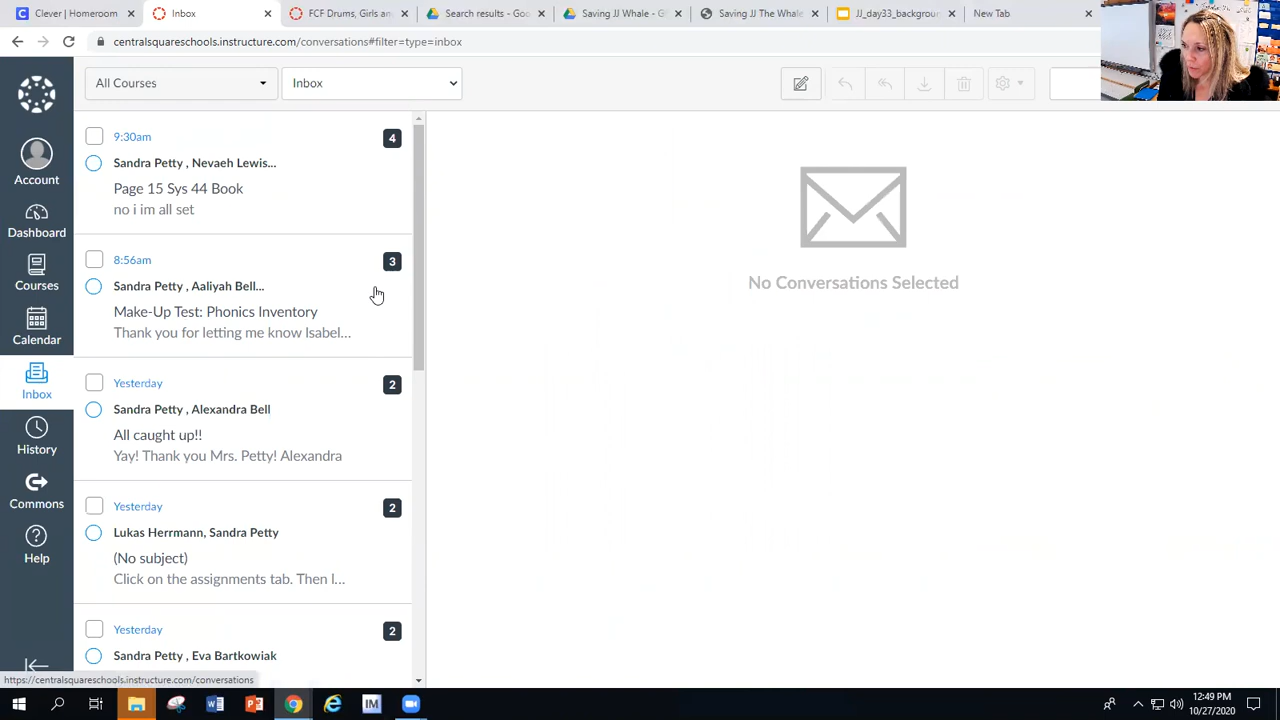 Clever | Homeroom
Inbox
FCF Drums, Girls an
Search results - Goo
Saving JJ Whale - Gl
Saving JJ The Whale
JJ_day33_backgrou
New Tab
centralsquareschools.instructure.com/conversations#filter=type=inbox
All Courses
Inbox
Account
Dashboard
Courses
Calendar
Inbox
History
Commons
Help
9:30am
4
Sandra Petty , Nevaeh Lewis...
Page 15 Sys 44 Book
no i im all set
8:56am
3
Sandra Petty , Aaliyah Bell...
Make-Up Test: Phonics Inventory
Thank you for letting me know Isabel...
Yesterday
2
Sandra Petty , Alexandra Bell
All caught up!!
Yay! Thank you Mrs. Petty! Alexandra
Yesterday
2
Lukas Herrmann, Sandra Petty
(No subject)
Click on the assignments tab. Then l...
Yesterday
2
Sandra Petty , Eva Bartkowiak
No Conversations Selected
https://centralsquareschools.instructure.com/conversations
IM
12:49 PM
10/27/2020